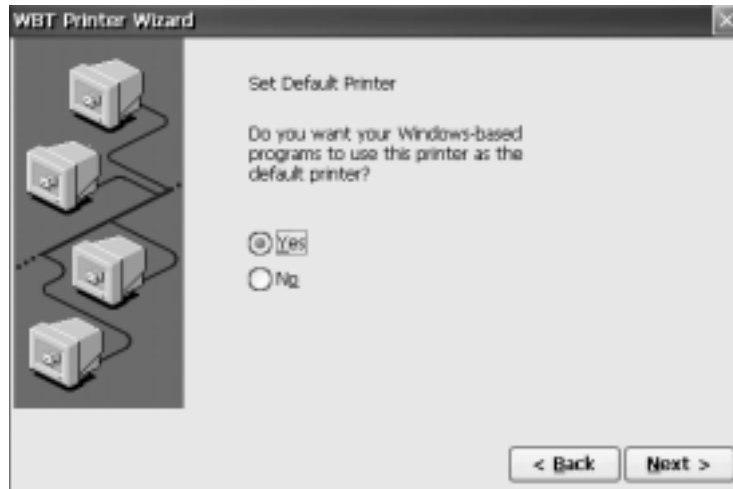 WBT Printer Wizard
Set Default Printer
Do you want your Windows-based
programs to use this printer as the
default printer?
Yes
No
< Back
Next >